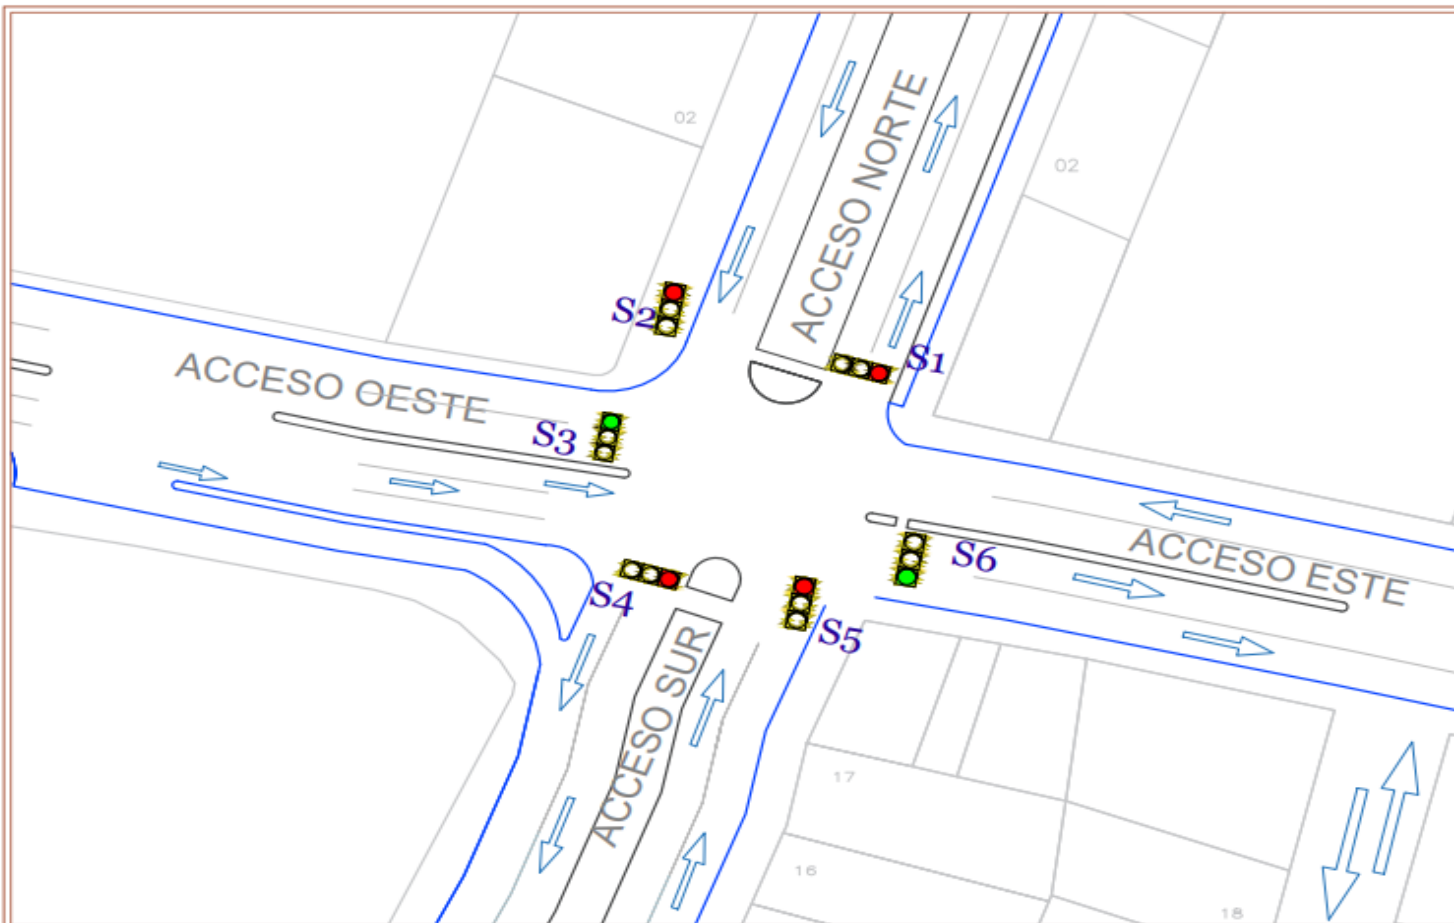 02
ACCESO NORTE
02
S2
S1
ACCESO OESTE
S3
ACCESO ESTE
S6
S4
S5
ACCESO SUR
17
16
18